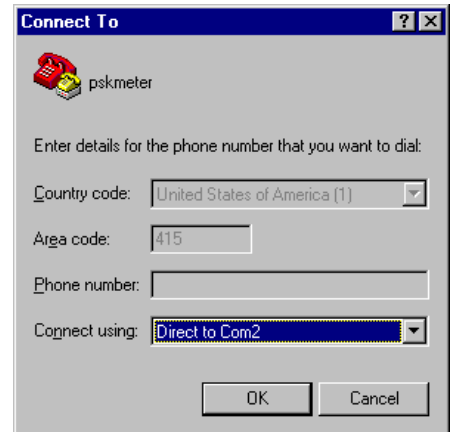 Connect To
pskmeter
Enter details for the phone number that you want to dial:
Country code: United States of America (1)
Area code: 415
Phone number:
Connect using: Direct to Com2
OK Cancel